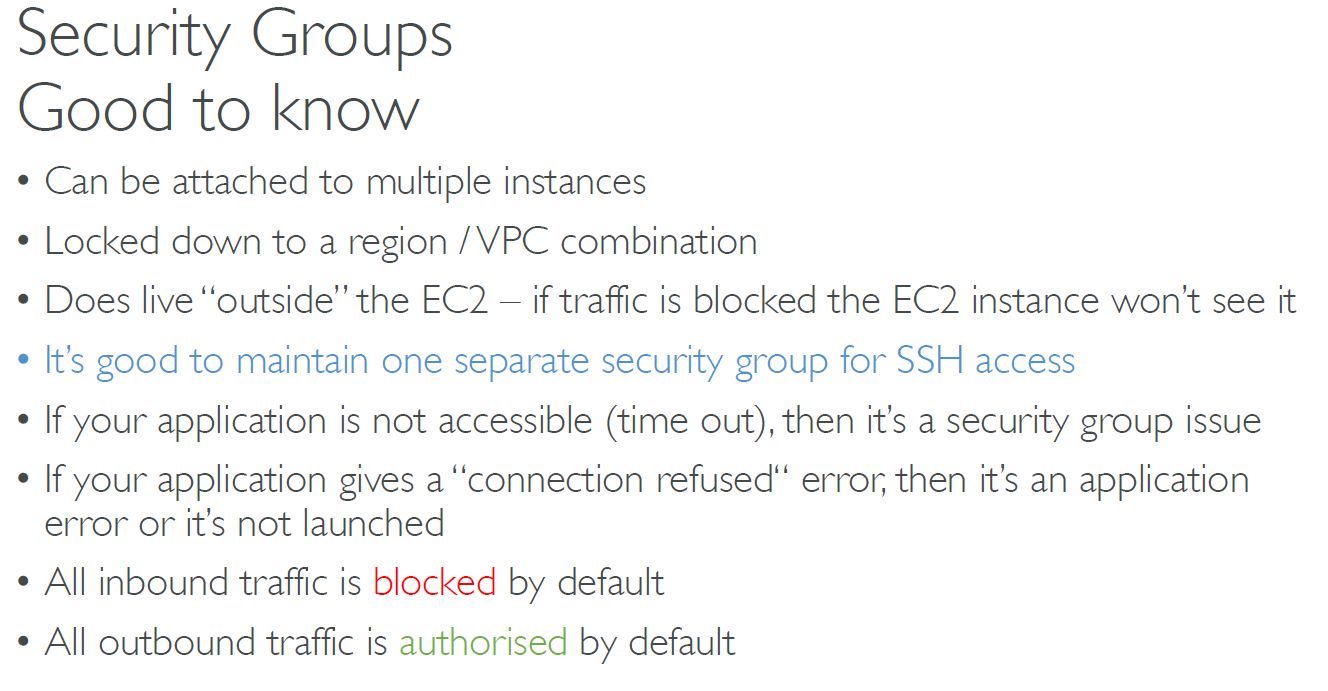 Security Groups
Good to know
• Can be attached to multiple instances
• Locked down to a region / VPC combination
• Does live “outside” the EC2 – if traffic is blocked the EC2 instance won’t see it
• It’s good to maintain one separate security group for SSH access
• If your application is not accessible (time out), then it’s a security group issue
• If your application gives a “connection refused“ error, then it’s an application
error or it’s not launched
• All inbound traffic is blocked by default
• All outbound traffic is authorised by default